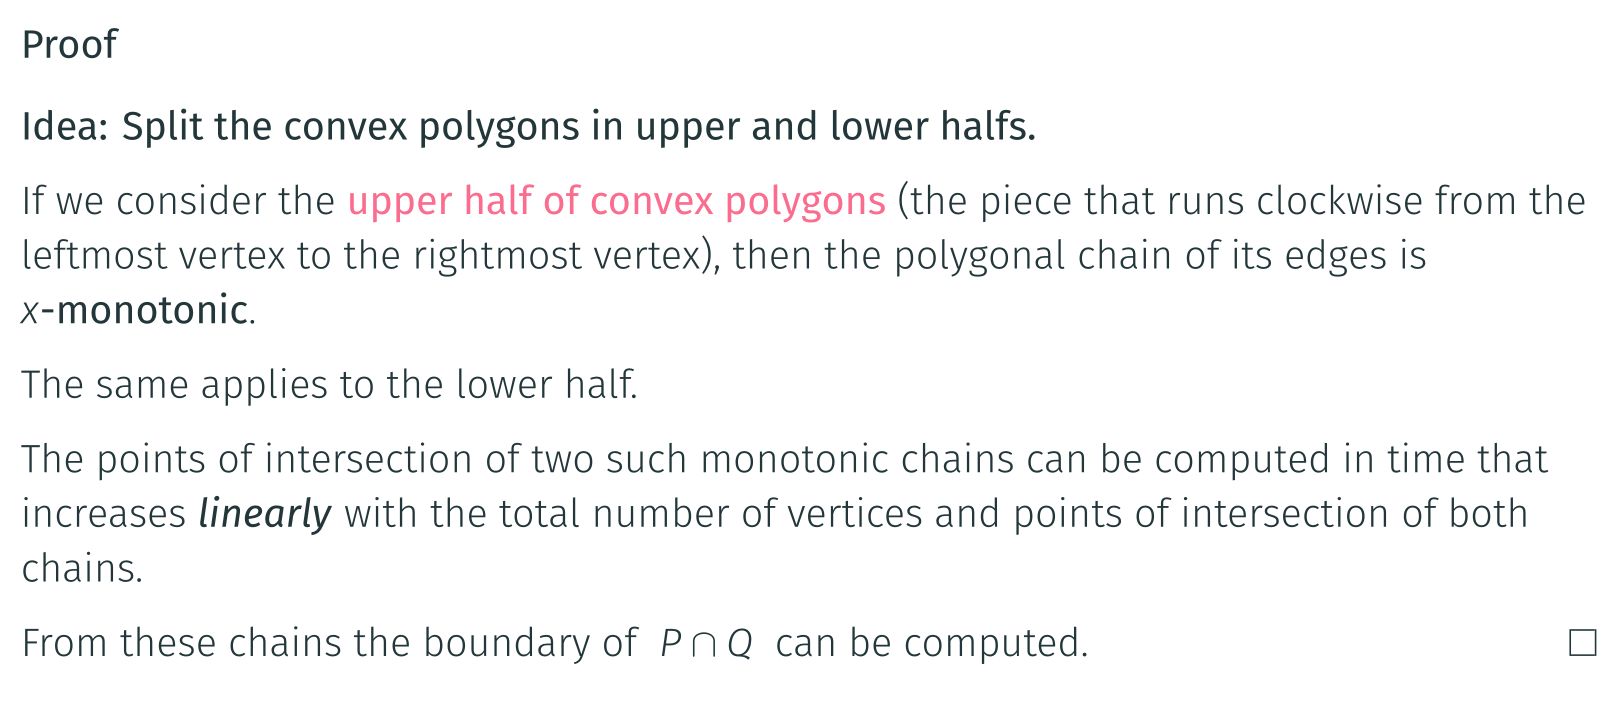 Proof
Idea: Split the convex polygons in upper and lower halfs.
If we consider the upper half of convex polygons (the piece that runs clockwise from the
leftmost vertex to the rightmost vertex), then the polygonal chain of its edges is
x-monotonic.
The same applies to the lower half.
The points of intersection of two such monotonic chains can be computed in time that
increases linearly with the total number of vertices and points of intersection of both
chains.
From these chains the boundary of P ∩ Q can be computed. □